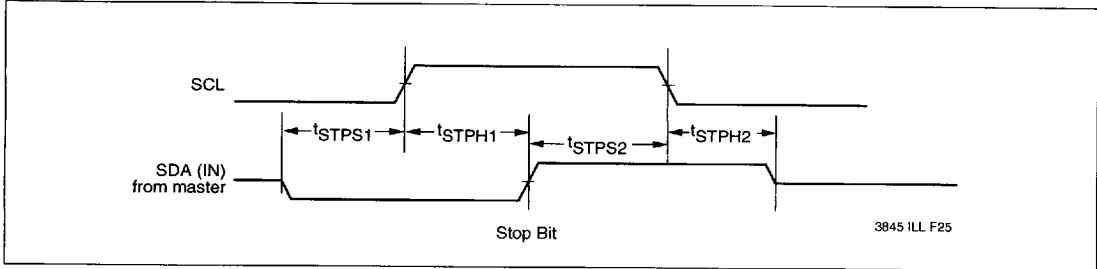 SCL
tSTPS1
tSTPH1
tSTPS2
tSTPH2
SDA (IN)
from master
Stop Bit
3845 ILL F25